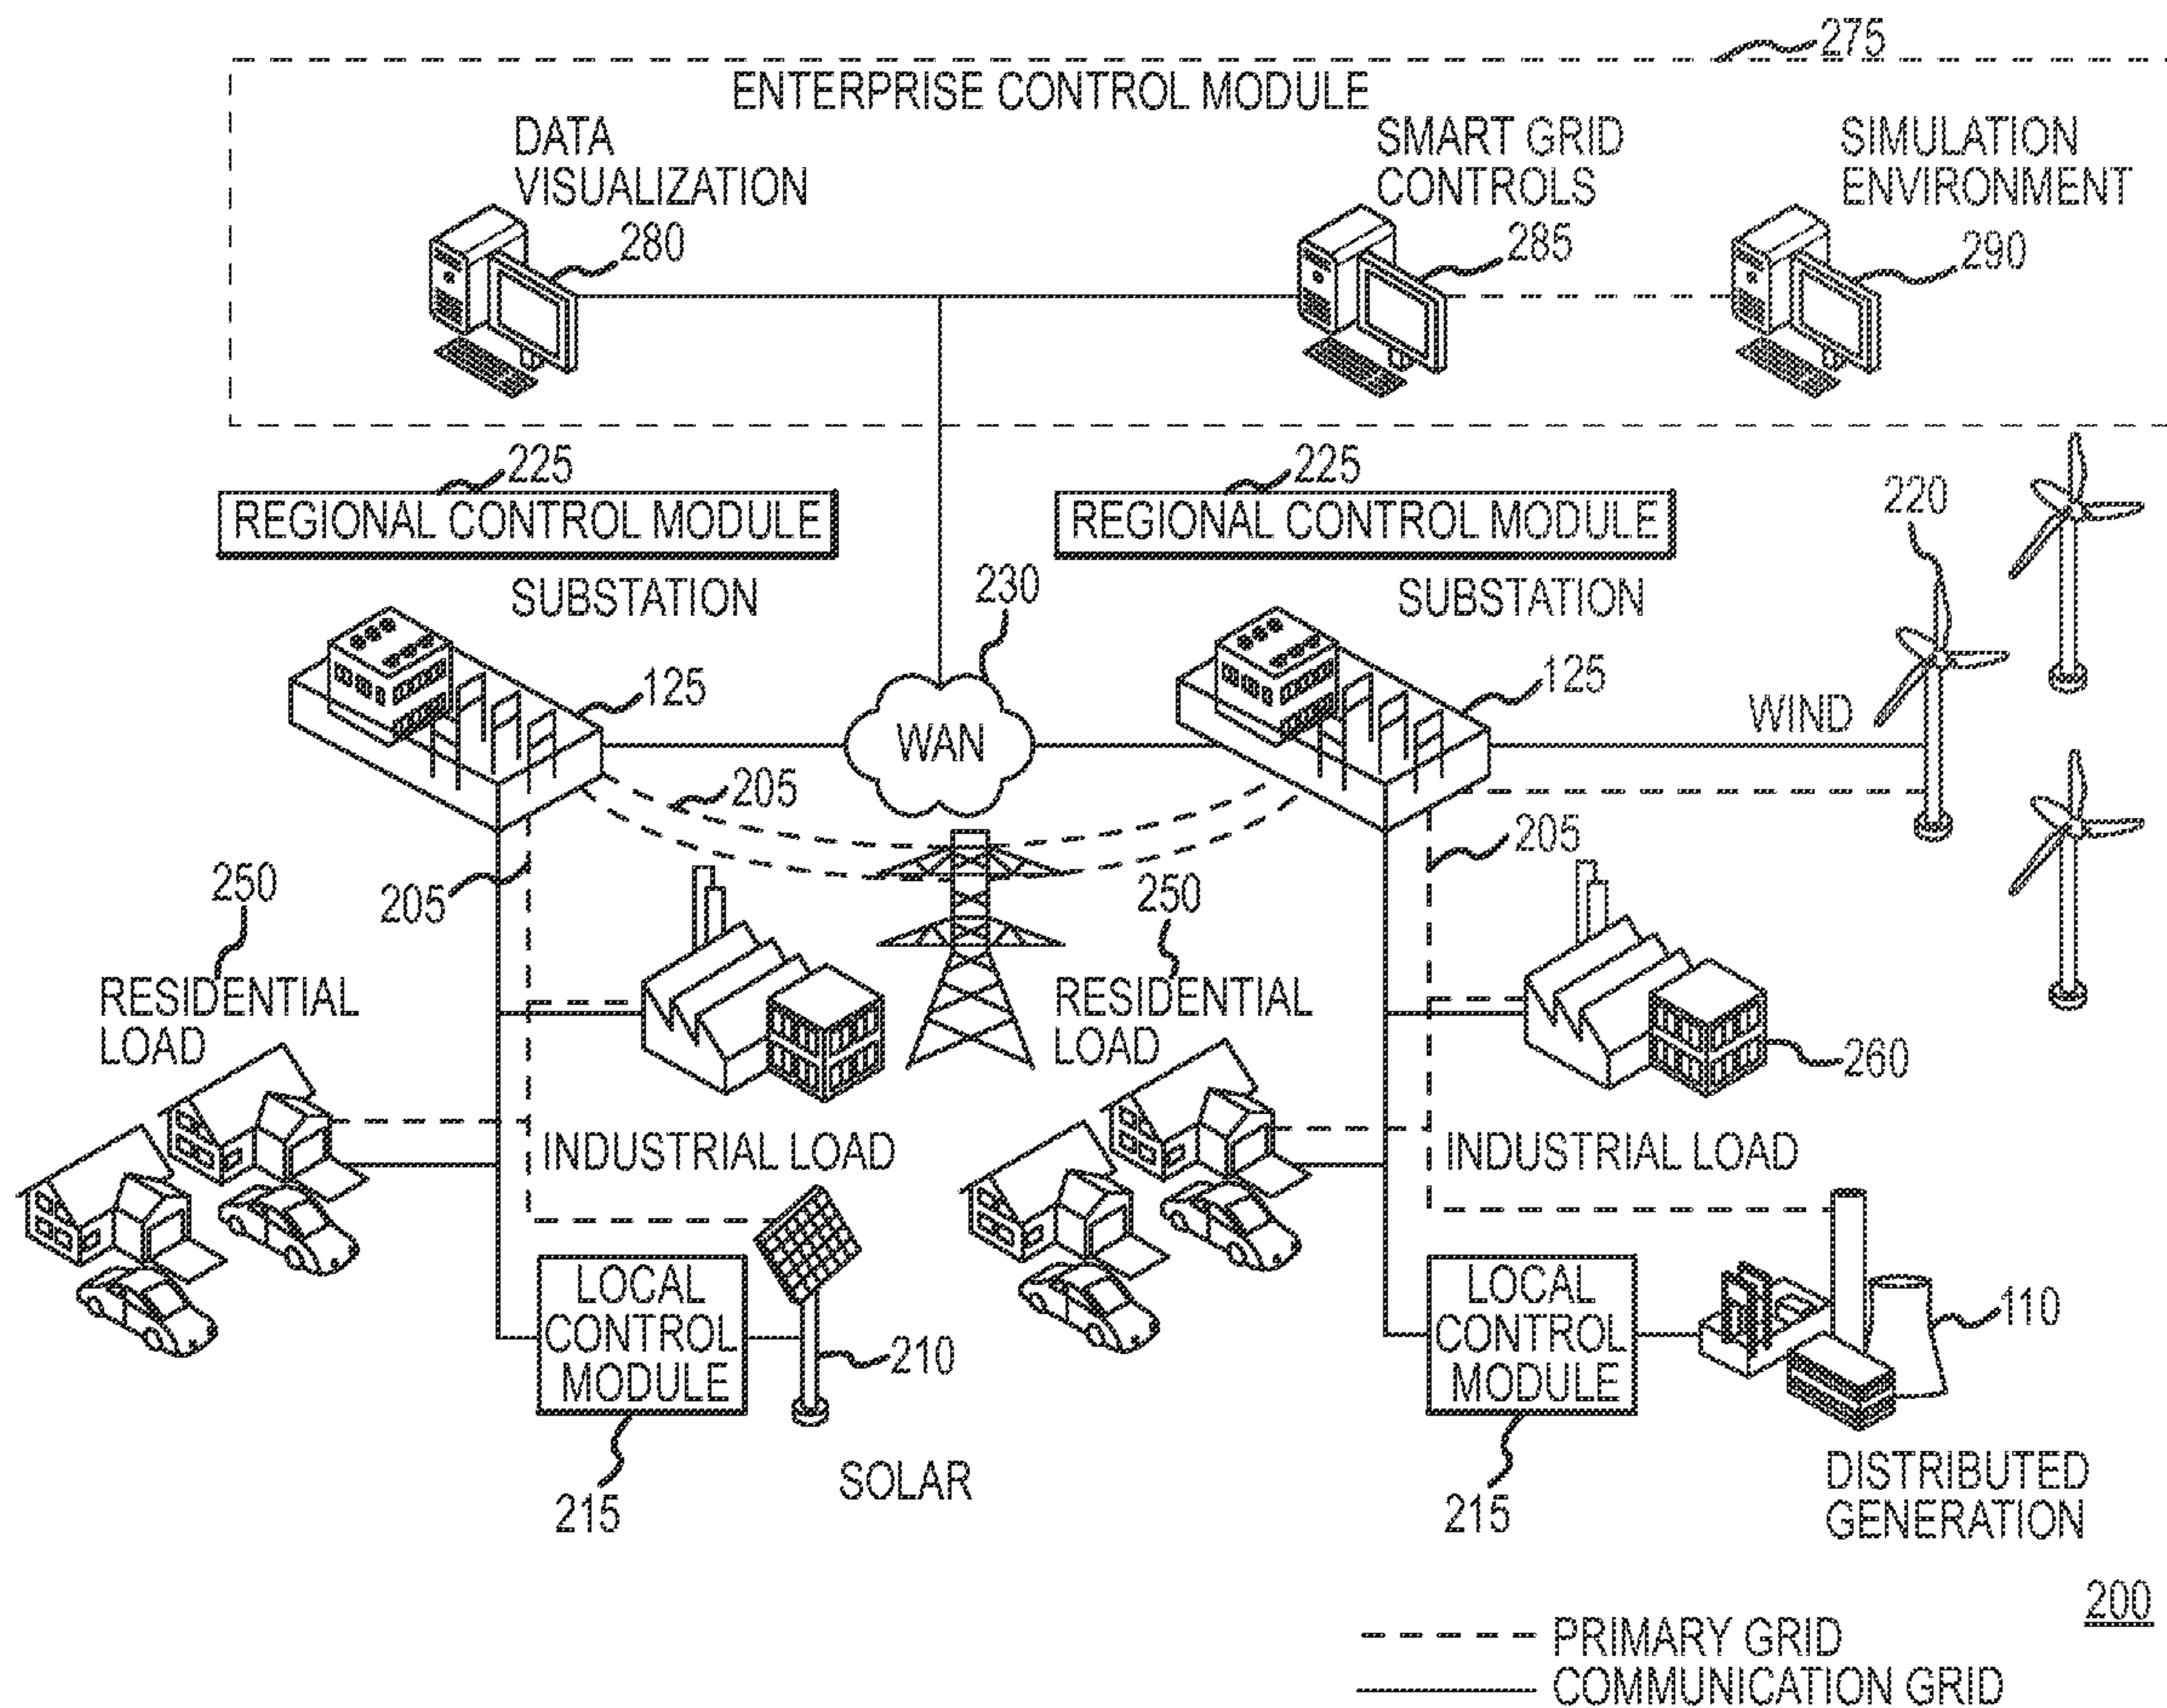 275
ENTERPRISE CONTROL MODULE
DATA
VISUALIZATION
280
SMART GRID
CONTROLS
285
SIMULATION
ENVIRONMENT
290
225
REGIONAL CONTROL MODULE
225
REGIONAL CONTROL MODULE
220
SUBSTATION
230
SUBSTATION
125
WAN
125
WIND
205
205
205
250
RESIDENTIAL
LOAD
250
RESIDENTIAL
LOAD
260
INDUSTRIAL LOAD
INDUSTRIAL LOAD
LOCAL
CONTROL
MODULE
210
215
SOLAR
LOCAL
CONTROL
MODULE
110
215
DISTRIBUTED
GENERATION
200
PRIMARY GRID
COMMUNICATION GRID